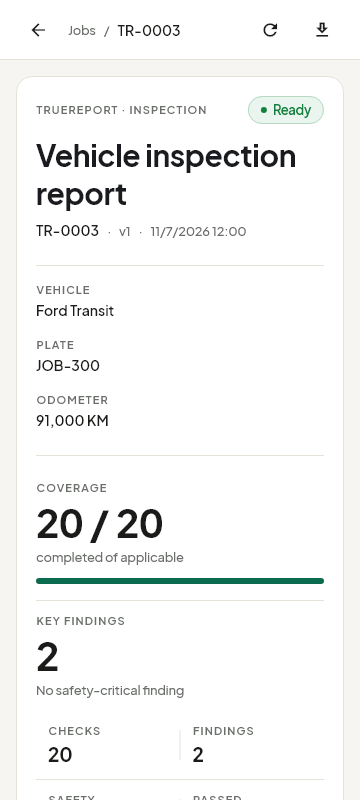 Jobs / TR-0003
TRUEREPORT · INSPECTION
Ready
Vehicle inspection
report
TR-0003 · v1 · 11/7/2026 12:00
VEHICLE
Ford Transit
PLATE
JOB-300
ODOMETER
91,000 KM
COVERAGE
20 / 20
completed of applicable
KEY FINDINGS
2
No safety-critical finding
CHECKS
20
FINDINGS
2
SAFETY
PASSED